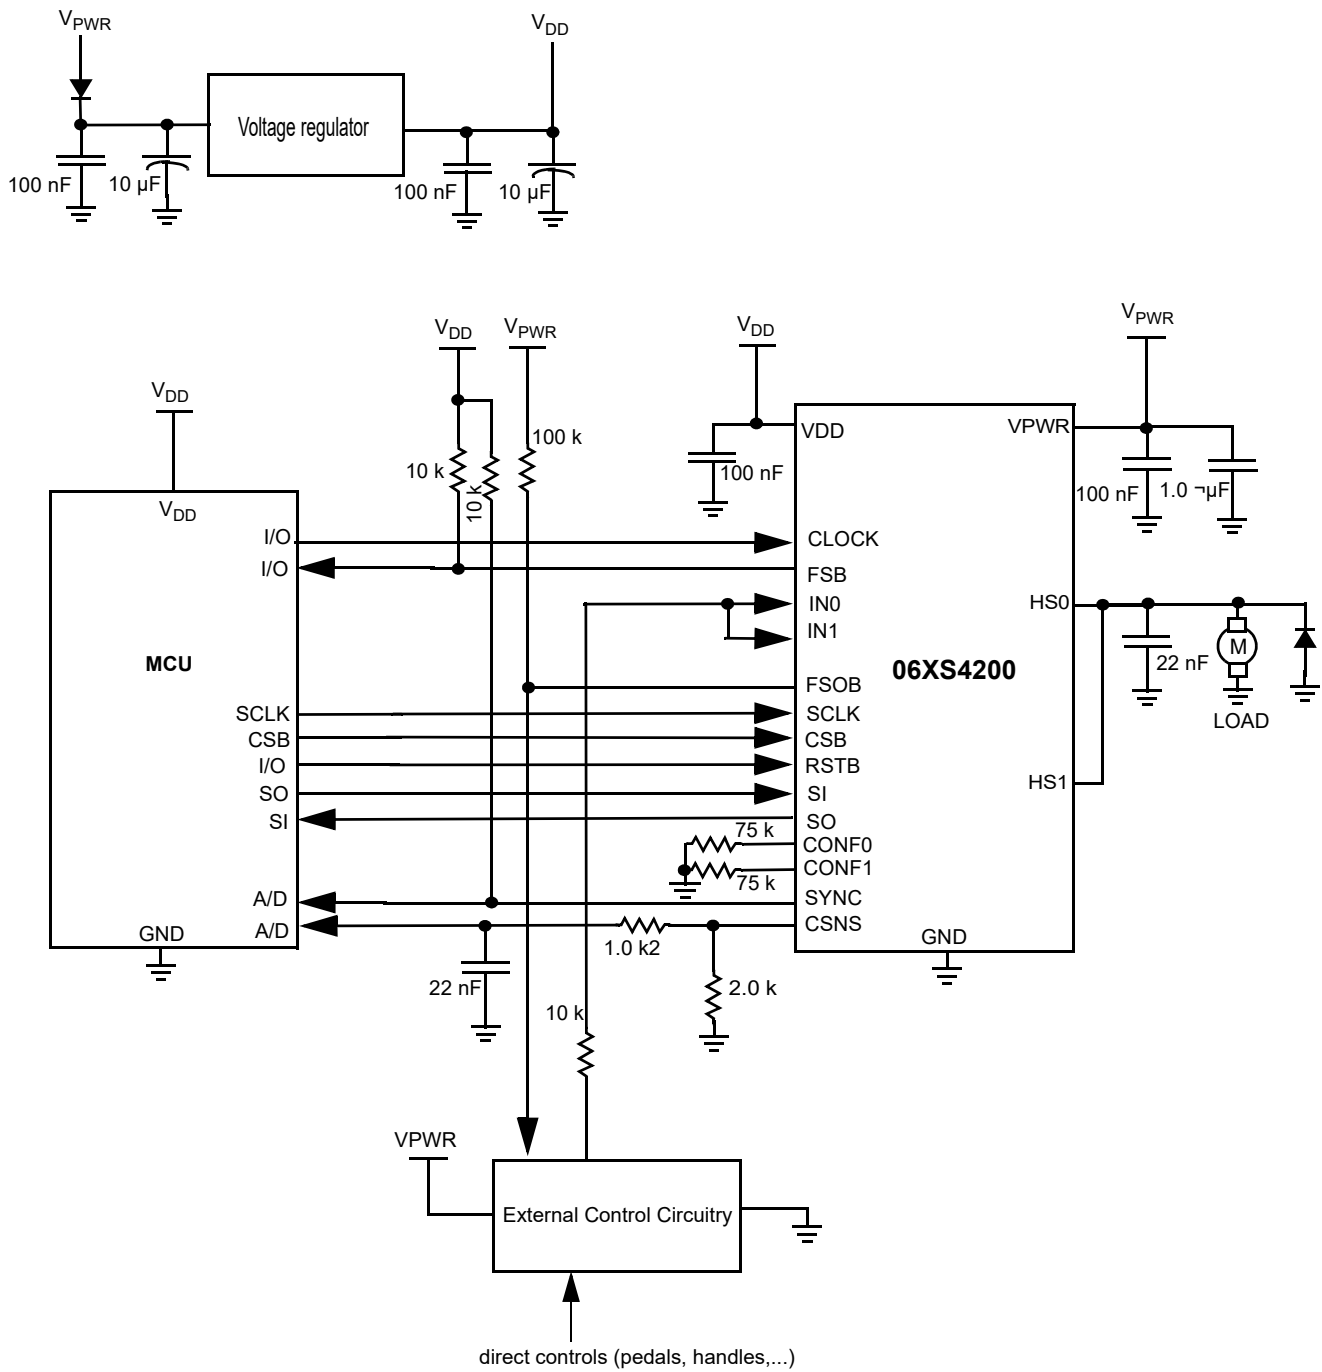 VPWR
VDD
Voltage regulator
100 nF
10 µF
100 nF
10 µF
VDD
VPWR
VDD
VPWR
VDD
100 k
10 k
10 k
VDD
VPWR
100 nF
100 nF
1.0 ¬µF
VDD
I/O
CLOCK
I/O
FSB
IN0
HS0
IN1
MCU
06XS4200
22 nF
M
FSOB
LOAD
SCLK
SCLK
CSB
CSB
I/O
RSTB
HS1
SO
SI
SI
SO
75 k
CONF0
CONF1
75 k
A/D
SYNC
A/D
CSNS
GND
GND
1.0 k2
22 nF
2.0 k
10 k
VPWR
External Control Circuitry
direct controls (pedals, handles,...)